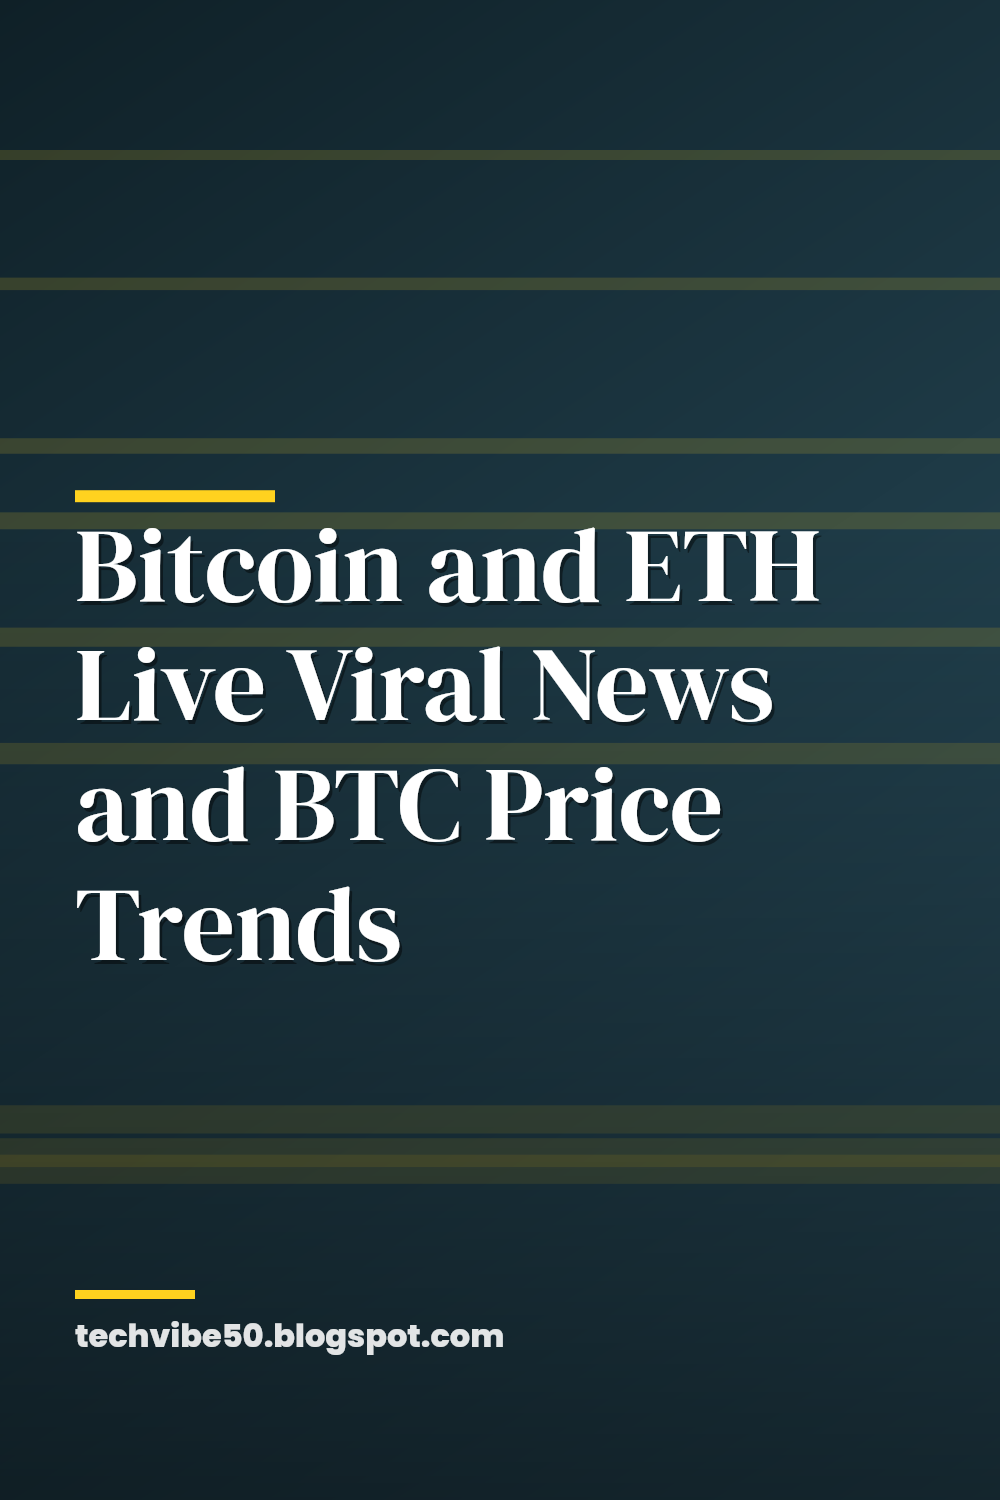 Bitcoin and ETH
Live Viral News
and BTC Price
Trends
techvibe50.blogspot.com